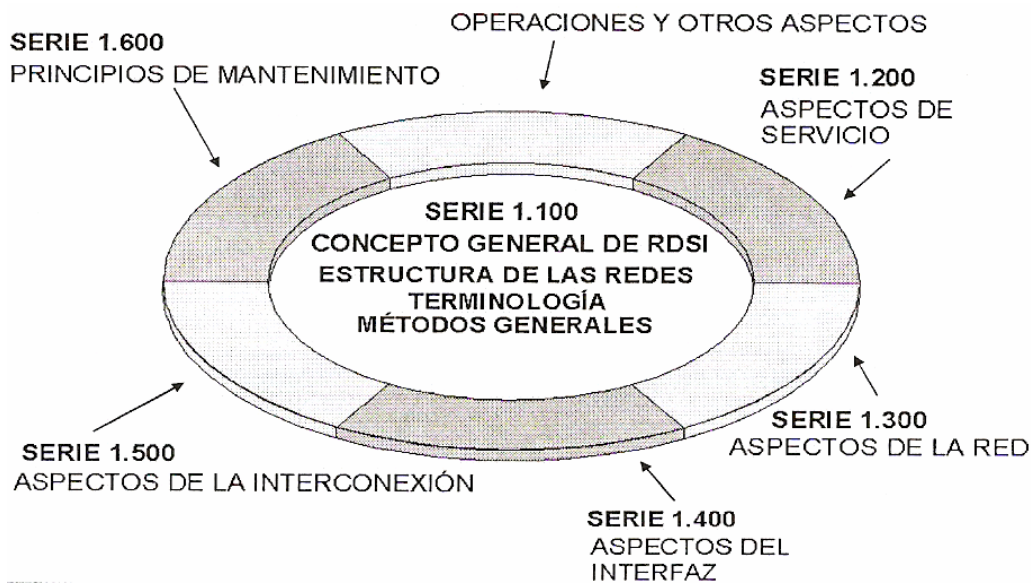 OPERACIONES Y OTROS ASPECTOS
SERIE 1.600
PRINCIPIOS DE MANTENIMIENTO
SERIE 1.200
ASPECTOS DE
SERVICIO
SERIE 1.100
CONCEPTO GENERAL DE RDSI
ESTRUCTURA DE LAS REDES
TERMINOLOGÍA
MÉTODOS GENERALES
SERIE 1.300
ASPECTOS DE LA RED
SERIE 1.500
ASPECTOS DE LA INTERCONEXIÓN
SERIE 1.400
ASPECTOS DEL
INTERFAZ